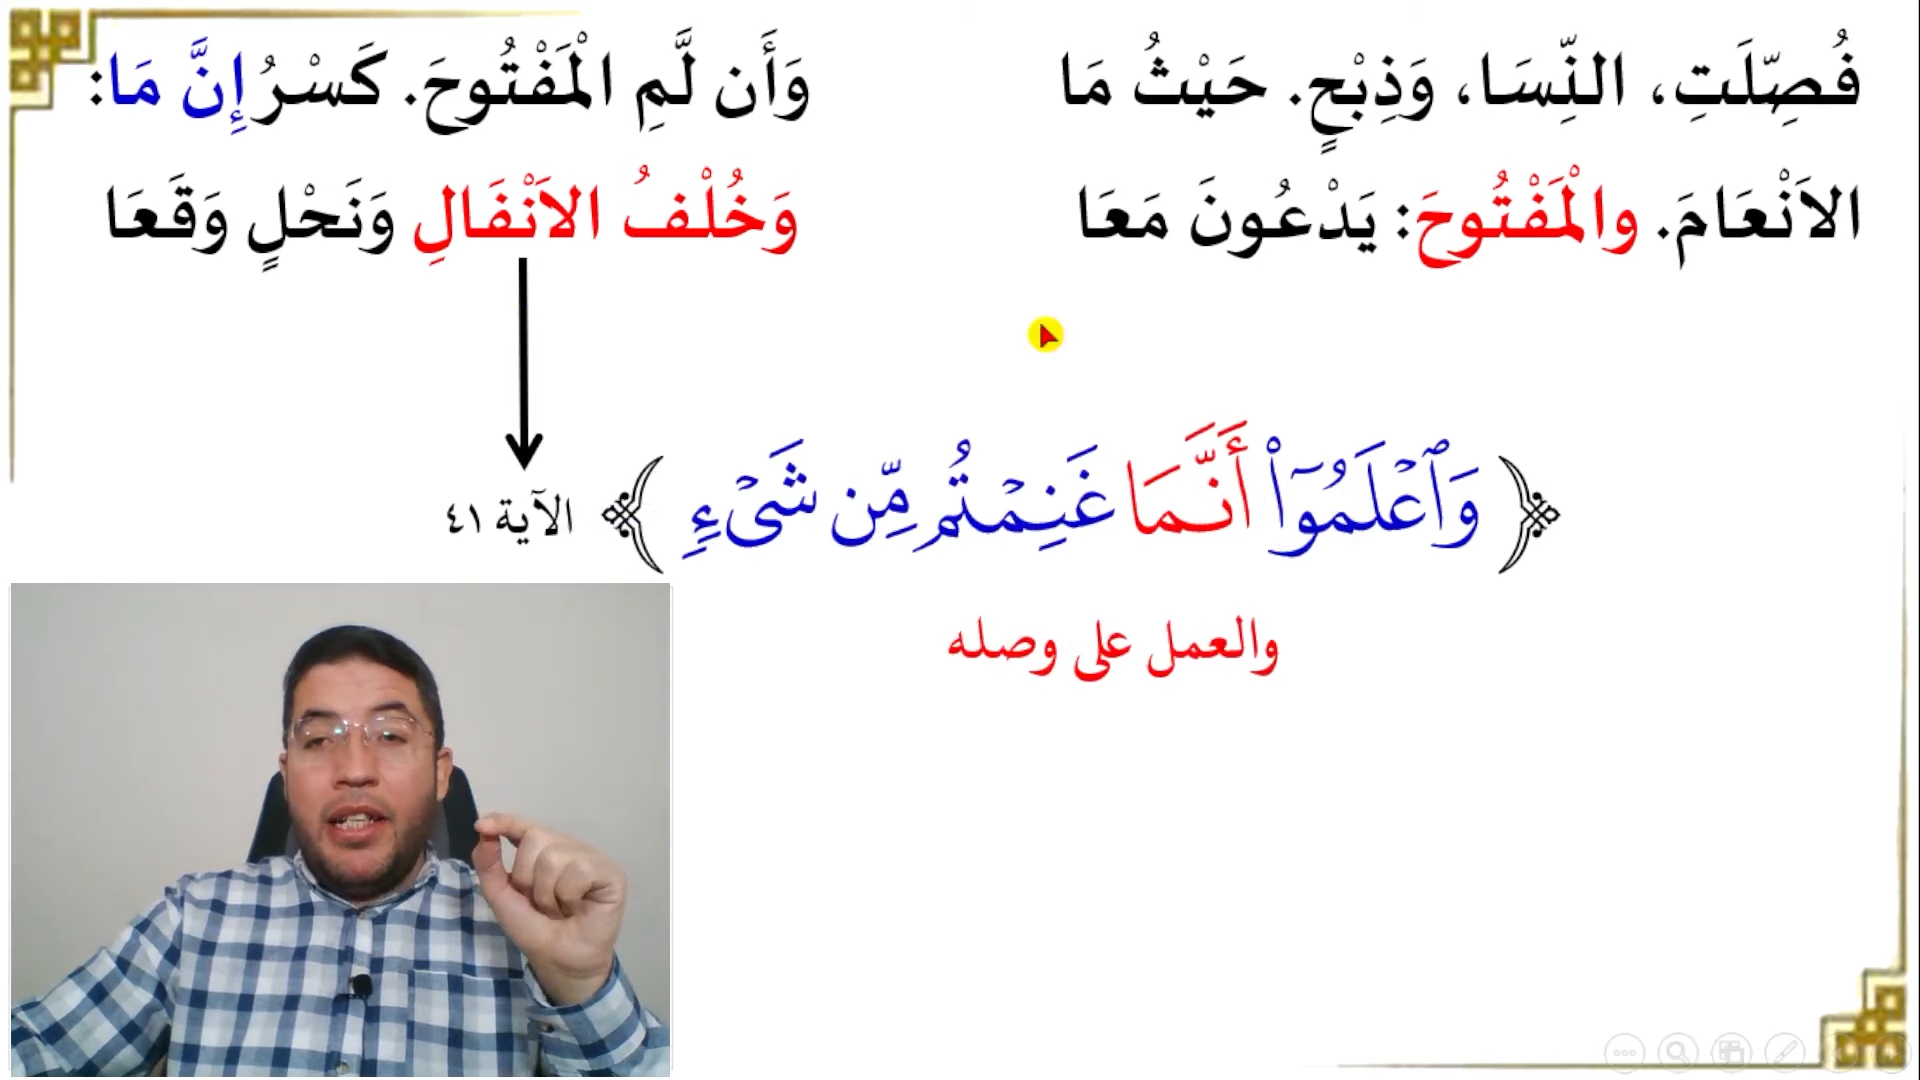 فُصِّلَتِ، النِّسَا، وَذِبْحٍ. حَيْثُ مَا وَأَن لَّمِ الْمَفْتُوحَ. كَسْرُ إِنَّ مَا:
الاَنْعَامَ. والْمَفْتُوحَ: يَدْعُونَ مَعَا وَخُلْفُ الاَنْفَالِ وَنَحْلٍ وَقَعَا
﴿ وَٱعْلَمُوٓا۟ أَنَّمَا غَنِمْتُم مِّن شَىْءٍ ﴾ الآية ٤١
والعمل على وصله